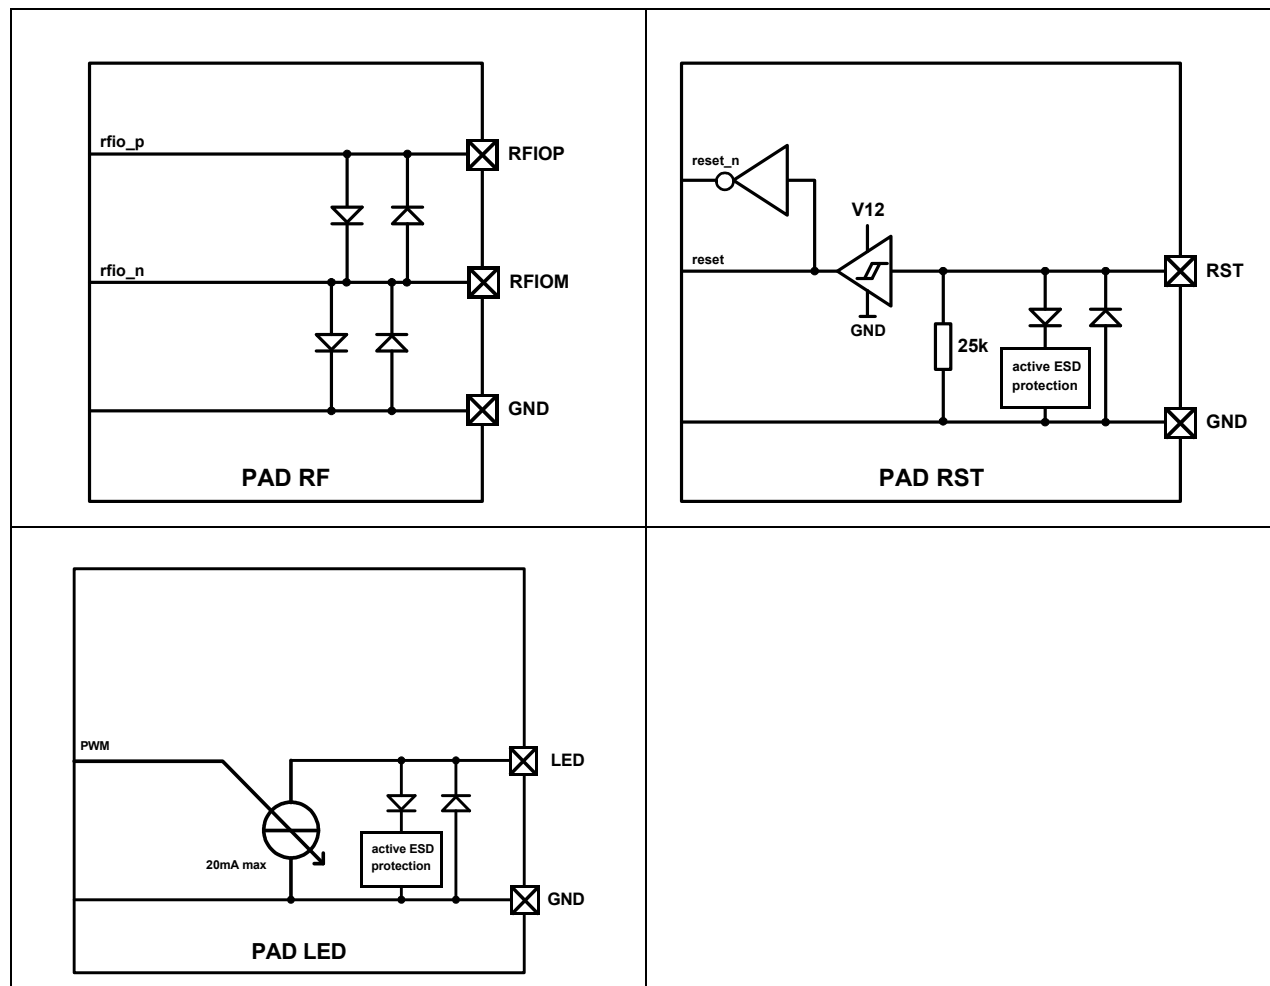 rfio_p
RFIOP
rfio_n
RFIOM
GND
PAD RF
reset_n
V12
reset
RST
GND
25k
active ESD
protection
GND
PAD RST
PWM
LED
20mA max
active ESD
protection
GND
PAD LED